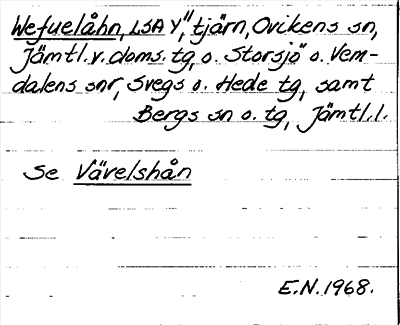 Wefuelåhn, LSA Y", tjärn, Ovikens sn,
Jämtl. v. doms. tg, o. Storsjö o. Vem-
dalens snr, Svegs o. Hede tg, samt
Bergs sn o. tg, Jämtl. l.
Se Vävelshån
E.N. 1968.